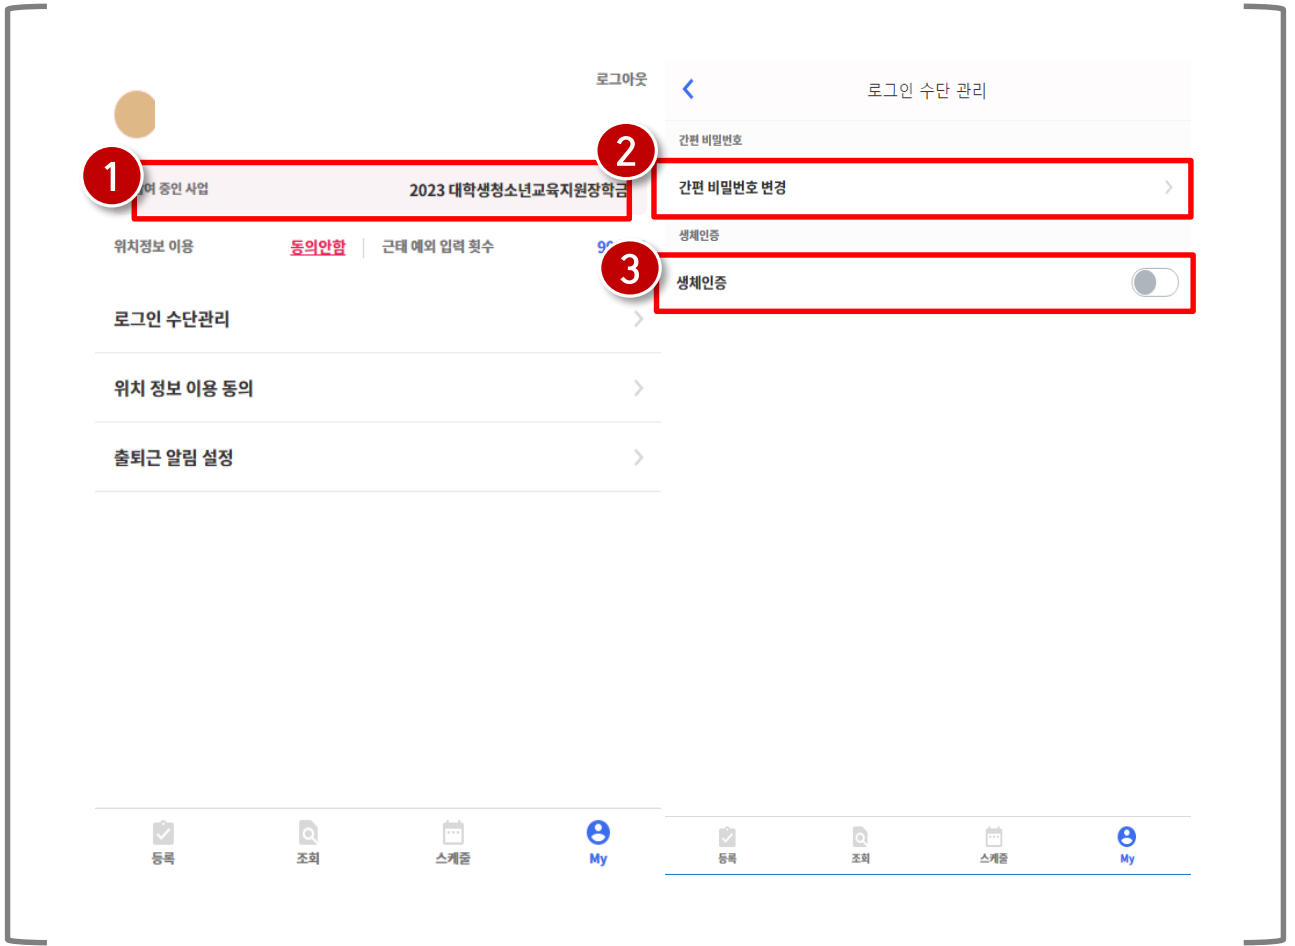 로그아웃
1
여 중인 사업
2023 대학생청소년교육지원장학금
위치정보 이용
동의안함
근태 예외 입력 횟수
로그인 수단관리
위치 정보 이용 동의
출퇴근 알림 설정
등록
조회
스케줄
My
로그인 수단 관리
간편 비밀번호
2
간편 비밀번호 변경
생체인증
3
생체인증
등록
조회
스케줄
My